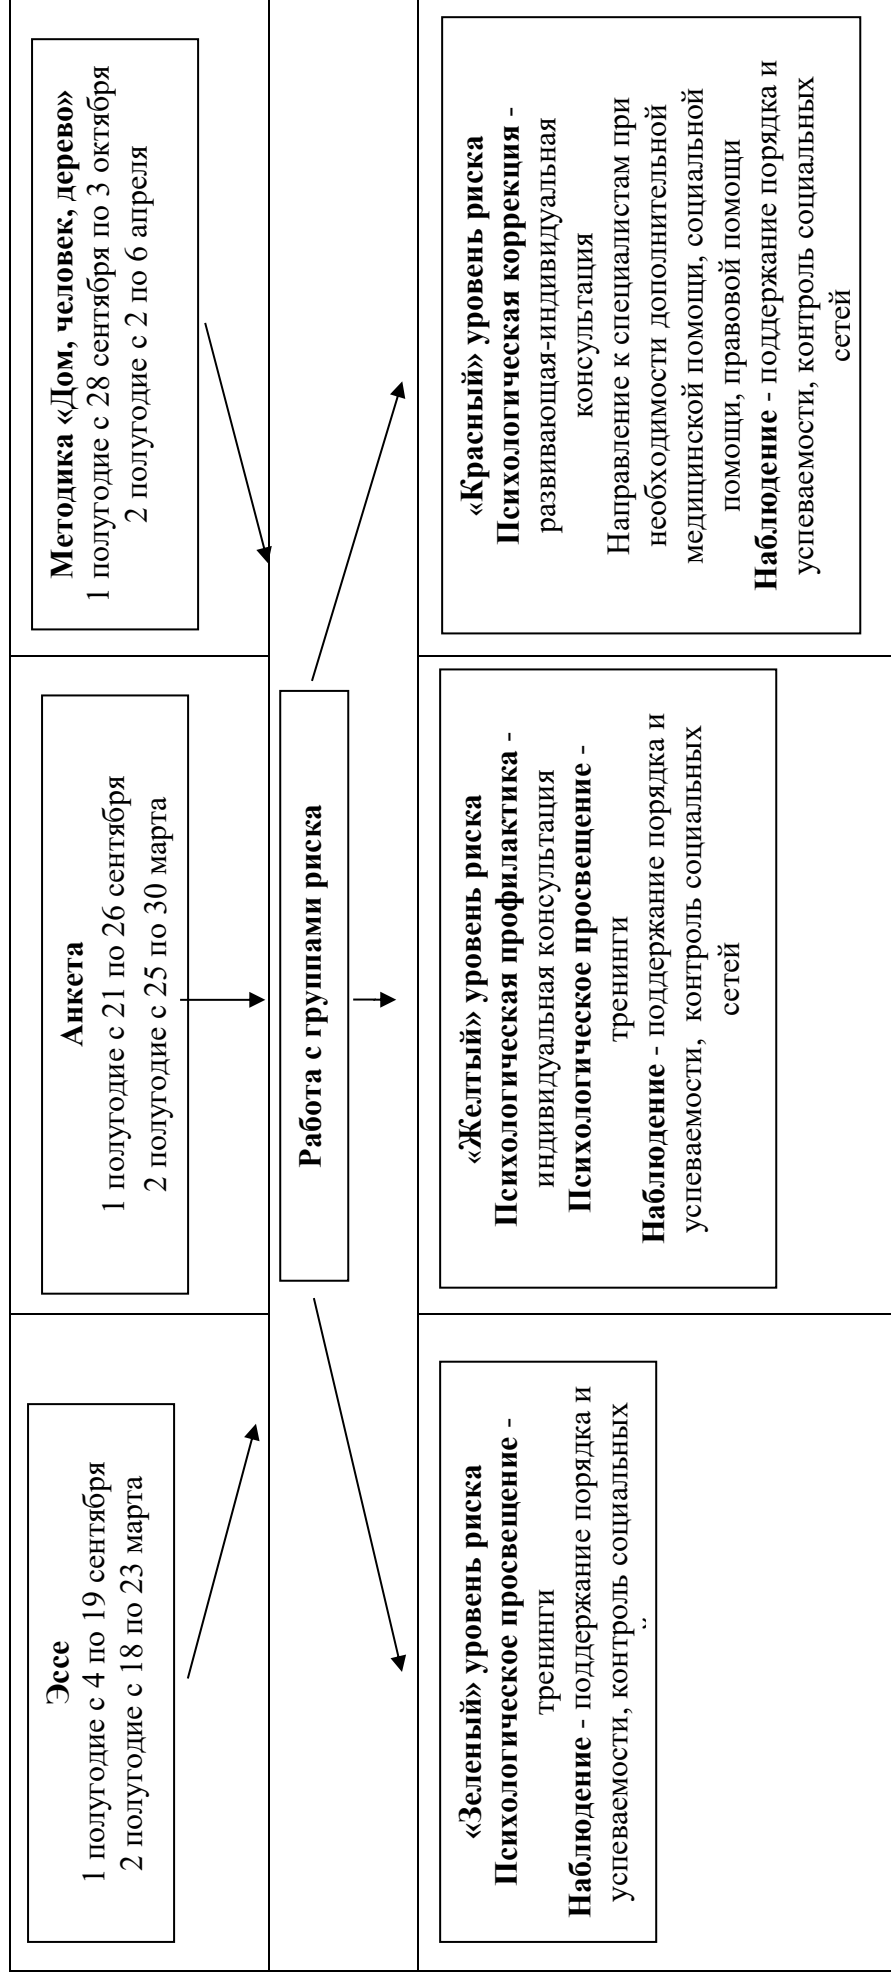 Эссе
1 полугодие с 4 по 19 сентября
2 полугодие с 18 по 23 марта
Анкета
1 полугодие с 21 по 26 сентября
2 полугодие с 25 по 30 марта
Методика «Дом, человек, дерево»
1 полугодие с 28 сентября по 3 октября
2 полугодие с 2 по 6 апреля
Работа с группами риска
«Зеленый» уровень риска
Психологическое просвещение -
тренинги
Наблюдение - поддержание порядка и
успеваемости, контроль социальных
«Желтый» уровень риска
Психологическая профилактика -
индивидуальная консультация
Психологическое просвещение -
тренинги
Наблюдение - поддержание порядка и
успеваемости, контроль социальных
сетей
«Красный» уровень риска
Психологическая коррекция -
развивающая-индивидуальная
консультация
Направление к специалистам при
необходимости дополнительной
медицинской помощи, социальной
помощи, правовой помощи
Наблюдение - поддержание порядка и
успеваемости, контроль социальных
сетей